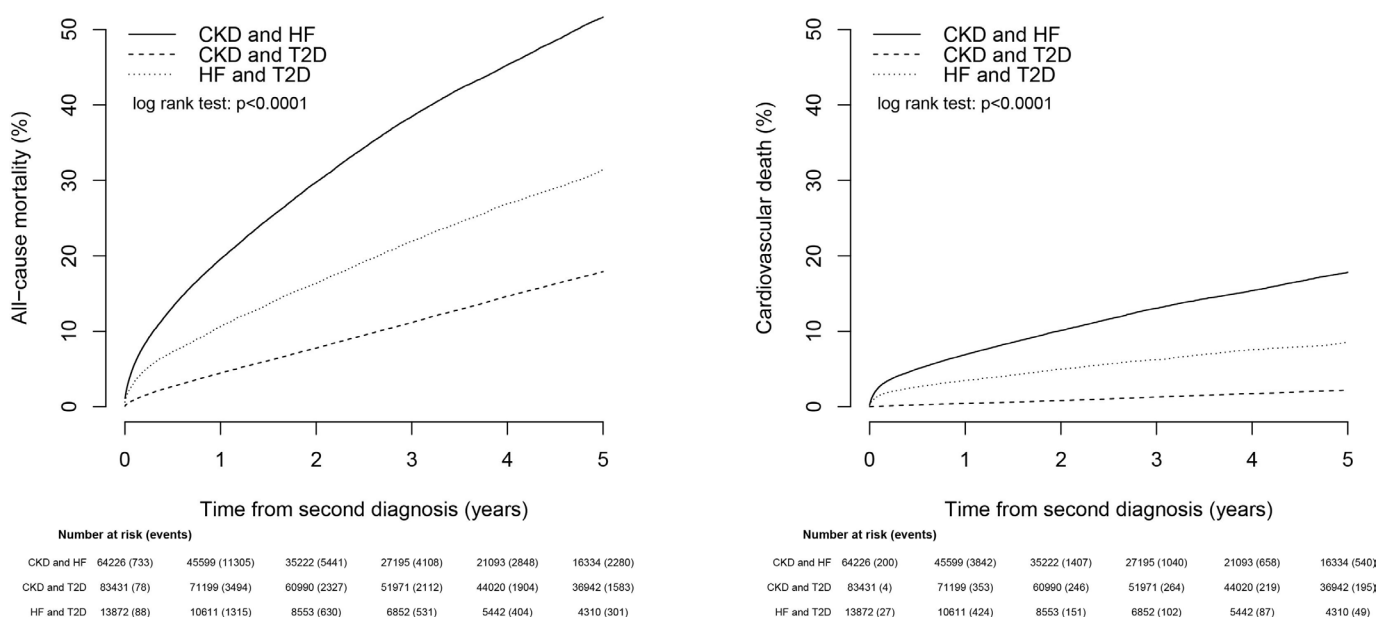 All−cause mortality (%)
50
40
30
20
10
0
CKD and HF
CKD and T2D
HF and T2D
log rank test: p<0.0001
0 1 2 3 4 5
Time from second diagnosis (years)
Number at risk (events)
CKD and HF 64226 (733) 45599 (11305) 35222 (5441) 27195 (4108) 21093 (2848) 16334 (2280)
CKD and T2D 83431 (78) 71199 (3494) 60990 (2327) 51971 (2112) 44020 (1904) 36942 (1583)
HF and T2D 13872 (88) 10611 (1315) 8553 (630) 6852 (531) 5442 (404) 4310 (301)
Cardiovascular death (%)
50
40
30
20
10
0
CKD and HF
CKD and T2D
HF and T2D
log rank test: p<0.0001
0 1 2 3 4 5
Time from second diagnosis (years)
Number at risk (events)
CKD and HF 64226 (200) 45599 (3842) 35222 (1407) 27195 (1040) 21093 (658) 16334 (540)
CKD and T2D 83431 (4) 71199 (353) 60990 (246) 51971 (264) 44020 (219) 36942 (195)
HF and T2D 13872 (27) 10611 (424) 8553 (151) 6852 (102) 5442 (87) 4310 (49)